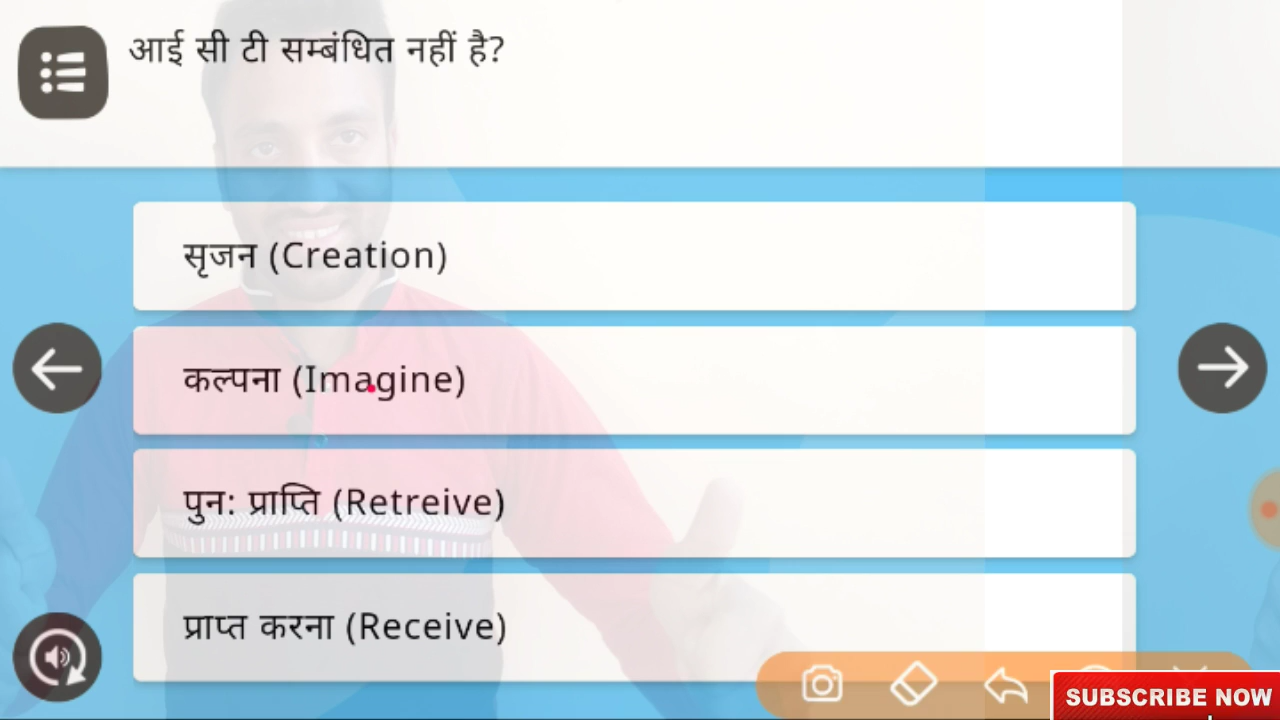 आई सी टी सम्बंधित नहीं है?
सृजन (Creation)
कल्पना (Imagine)
पुन: प्राप्ति (Retreive)
प्राप्त करना (Receive)
SUBSCRIBE NOW